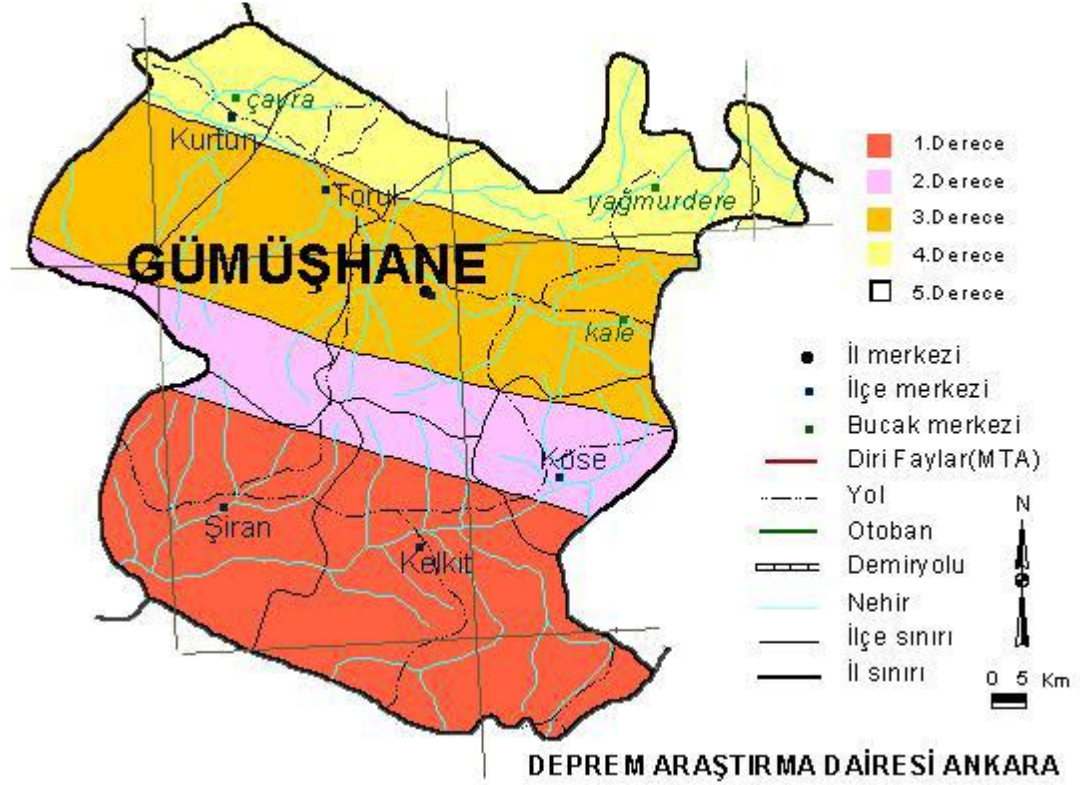 çayra
Kurtun
Torul
yağmurdere
GÜMÜŞHANE
kale
Köse
Şiran
Kelkit
1.Derece
2.Derece
3.Derece
4.Derece
5.Derece
İl merkezi
İlçe merkezi
Bucak merkezi
Diri Faylar(MTA)
Yol
Otoban
Demiryolu
Nehir
İlçe sınırı
İl sınırı
N
0 5 Km
DEPREM ARAŞTIRMA DAİRESİ ANKARA